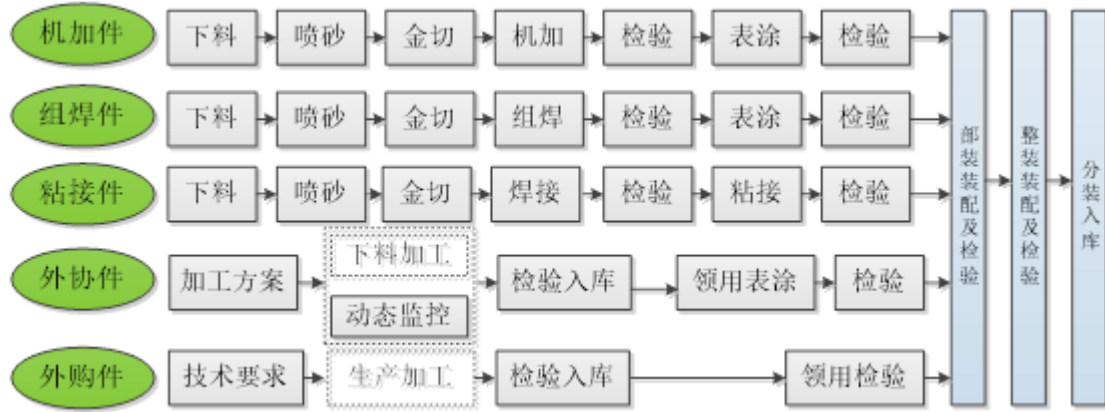 机加件 下料 喷砂 金切 机加 检验 表涂 检验
组焊件 下料 喷砂 金切 组焊 检验 表涂 检验
粘接件 下料 喷砂 金切 焊接 检验 粘接 检验
外协件 加工方案 下料加工 动态监控 检验入库 领用表涂 检验
外购件 技术要求 生产加工 检验入库 领用检验
部装装配及检验
整装装配及检验
分装入库